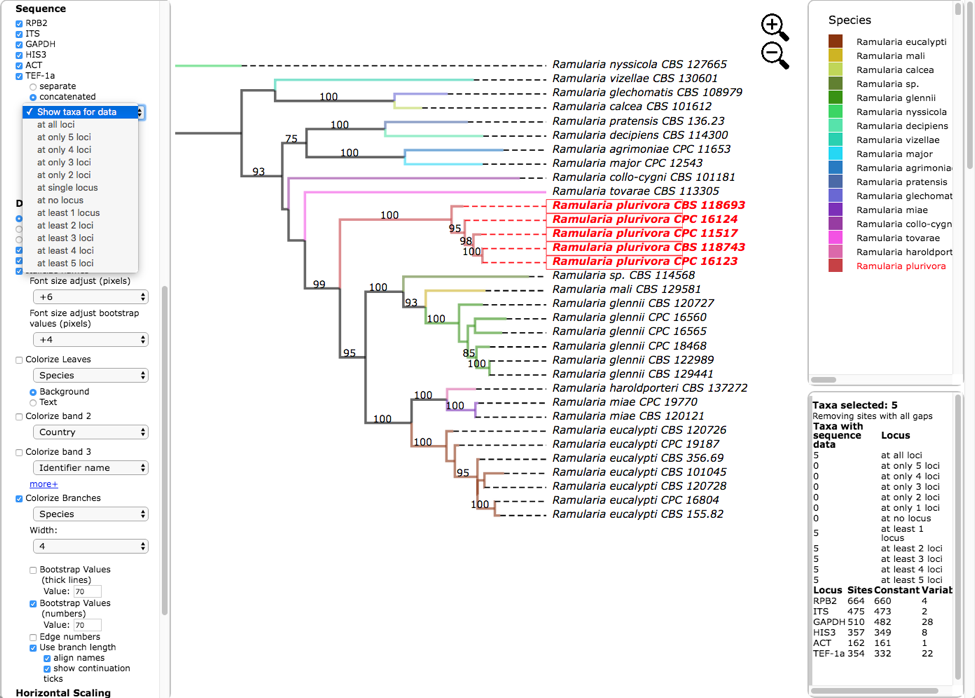 Sequence
RPB2
ITS
GAPDH
HIS3
ACT
TEF-1a
separate
concatenated
✓ Show taxa for data
at all loci
at only 5 loci
at only 4 loci
at only 3 loci
at only 2 loci
at single locus
at no locus
at least 1 locus
at least 2 loci
at least 3 loci
at least 4 loci
at least 5 loci
Font size adjust (pixels)
+6
Font size adjust bootstrap
values (pixels)
+4
Colorize Leaves
Species
Background
Text
Colorize band 2
Country
Colorize band 3
Identifier name
more+
Colorize Branches
Species
Width:
4
Bootstrap Values
(thick lines)
Value: 70
Bootstrap Values
(numbers)
Value: 70
Edge numbers
Use branch length
align names
show continuation
ticks
Horizontal Scaling
Ramularia nyssicola CBS 127665
Ramularia vizellae CBS 130601
Ramularia glechomatis CBS 108979
100
Ramularia calcea CBS 101612
Ramularia pratensis CBS 136.23
100
Ramularia decipiens CBS 114300
75
Ramularia agrimoniae CPC 11653
100
Ramularia major CPC 12543
93
Ramularia collo-cygni CBS 101181
Ramularia tovarae CBS 113305
Ramularia plurivora CBS 118693
100
Ramularia plurivora CPC 16124
95
Ramularia plurivora CPC 11517
98
Ramularia plurivora CBS 118743
100
Ramularia plurivora CPC 16123
Ramularia sp. CBS 114568
99
100
Ramularia mali CBS 129581
93
Ramularia glennii CBS 120727
100
Ramularia glennii CPC 16560
Ramularia glennii CPC 16565
Ramularia glennii CPC 18468
95
85
Ramularia glennii CBS 122989
100
Ramularia glennii CBS 129441
Ramularia haroldporteri CBS 137272
100
Ramularia miae CPC 19770
100
Ramularia miae CBS 120121
100
Ramularia eucalypti CBS 120726
100
Ramularia eucalypti CPC 19187
Ramularia eucalypti CBS 356.69
95
Ramularia eucalypti CBS 101045
Ramularia eucalypti CBS 120728
Ramularia eucalypti CPC 16804
100
Ramularia eucalypti CBS 155.82
Species
Ramularia eucalypti
Ramularia mali
Ramularia calcea
Ramularia sp.
Ramularia glennii
Ramularia nyssicola
Ramularia decipiens
Ramularia vizellae
Ramularia major
Ramularia agrimonia
Ramularia pratensis
Ramularia glechomat
Ramularia miae
Ramularia collo-cygn
Ramularia tovarae
Ramularia haroldport
Ramularia plurivora
Taxa selected: 5
Removing sites with all gaps
Taxa with
sequence Locus
data
5 at all loci
0 at only 5 loci
0 at only 4 loci
0 at only 3 loci
0 at only 2 loci
0 at only 1 loci
0 at no locus
5 at least 1
locus
5 at least 2 loci
5 at least 3 loci
5 at least 4 loci
5 at least 5 loci
Locus Sites Constant Variat
RPB2 664 660 4
ITS 475 473 2
GAPDH 510 482 28
HIS3 357 349 8
ACT 162 161 1
TEF-1a 354 332 22